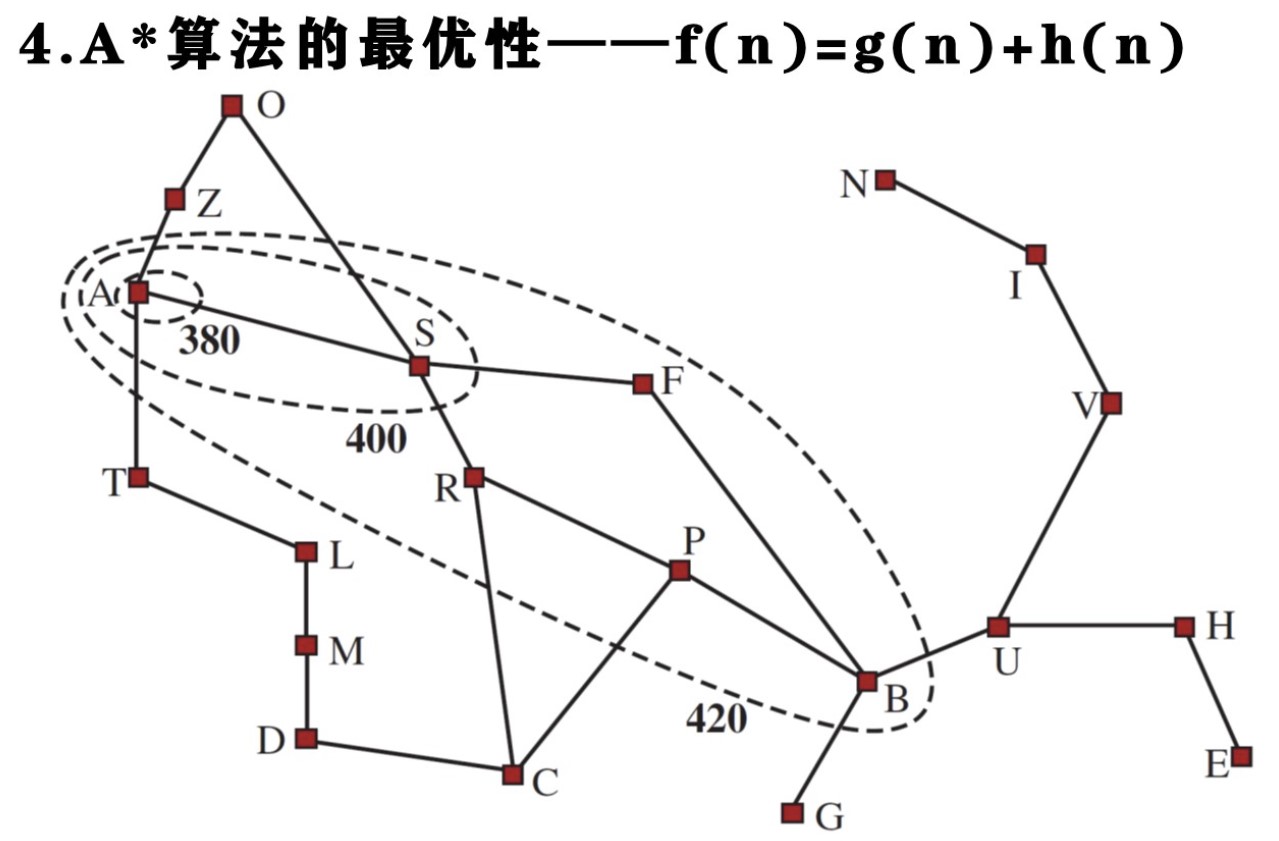 4.A*算法的最优性——f(n)=g(n)+h(n)
O
N
Z
I
A
380
S
F
V
400
T
R
P
L
M
H
U
B
420
D
E
C
G